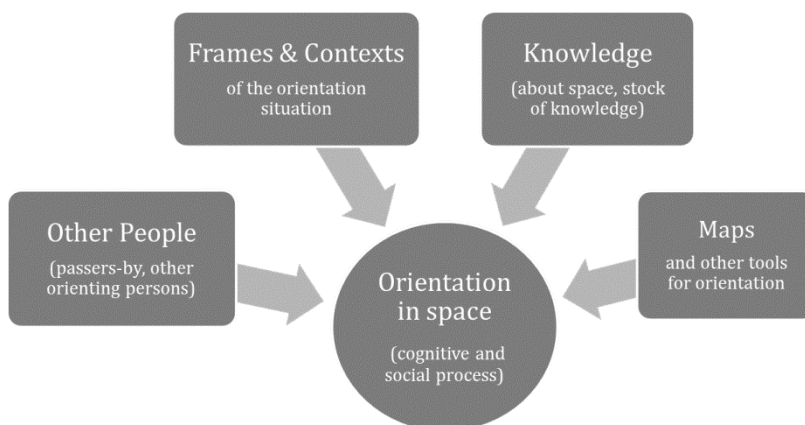 Frames & Contexts
of the orientation
situation
Knowledge
(about space, stock
of knowledge)
Other People
(passers-by, other
orienting persons)
Maps
and other tools
for orientation
Orientation
in space
(cognitive and
social process)